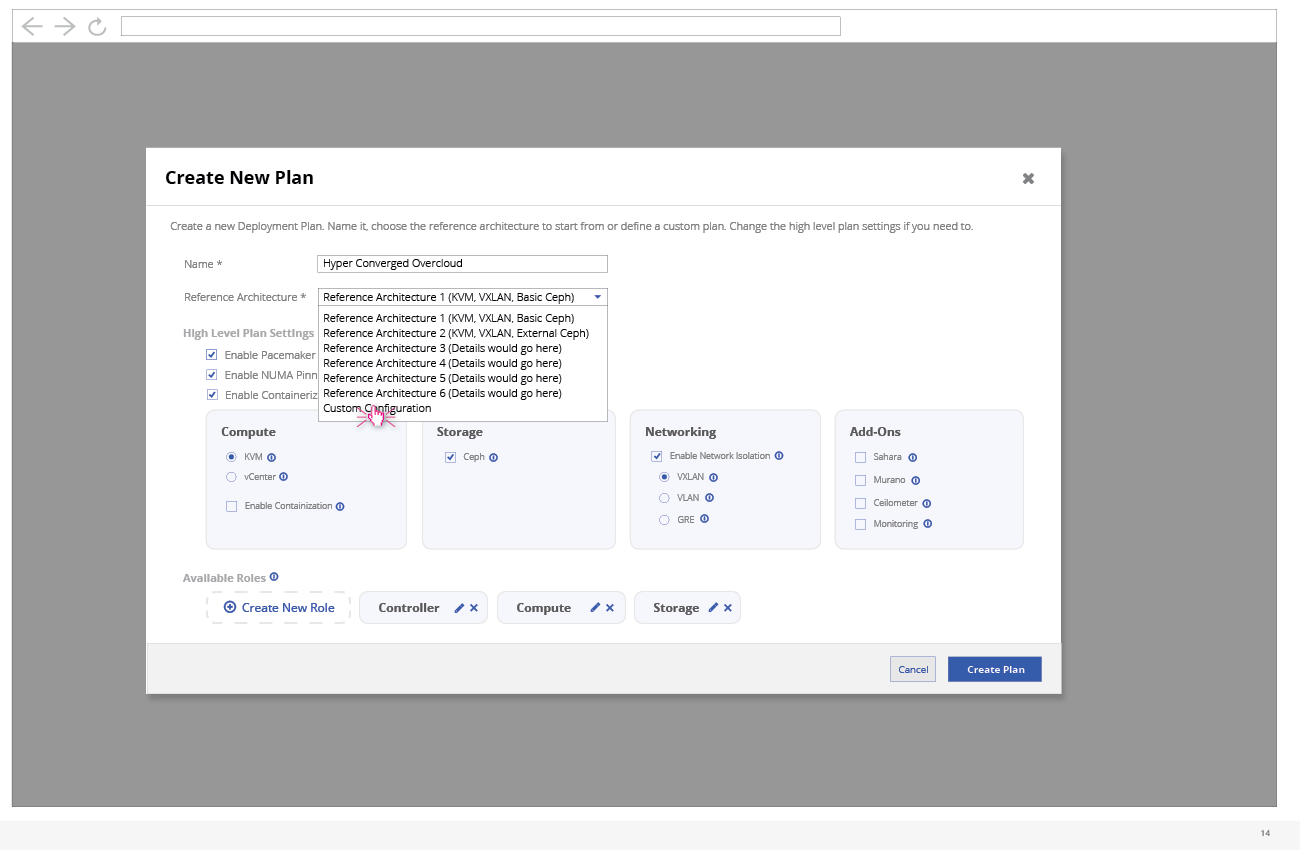 Create New Plan
Create a new Deployment Plan. Name it, choose the reference architecture to start from or define a custom plan. Change the high level plan settings if you need to.
Name * Hyper Converged Overcloud
Reference Architecture * Reference Architecture 1 (KVM, VXLAN, Basic Ceph)
Reference Architecture 1 (KVM, VXLAN, Basic Ceph)
Reference Architecture 2 (KVM, VXLAN, External Ceph)
Reference Architecture 3 (Details would go here)
Reference Architecture 4 (Details would go here)
Reference Architecture 5 (Details would go here)
Reference Architecture 6 (Details would go here)
Custom Configuration
High Level Plan Settings
Enable Pacemaker
Enable NUMA Pinn
Enable Containeriz
Compute
KVM
vCenter
Enable Containization
Storage
Ceph
Networking
Enable Network Isolation
VXLAN
VLAN
GRE
Add-Ons
Sahara
Murano
Ceilometer
Monitoring
Available Roles
Create New Role Controller Compute Storage
Cancel Create Plan
14